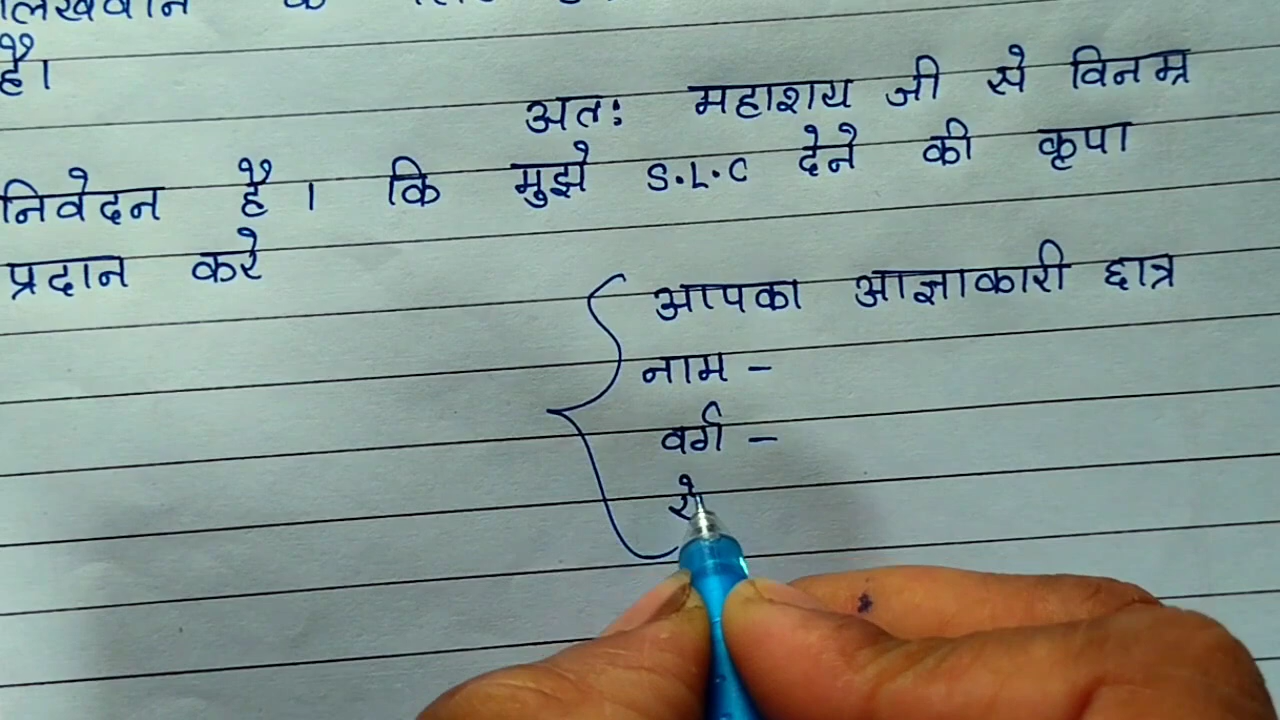 है।
अतः महाशय जी से विनम्र
निवेदन है। कि मुझे S.L.C देने की कृपा
प्रदान करे
आपका आज्ञाकारी छात्र
नाम -
वर्ग -